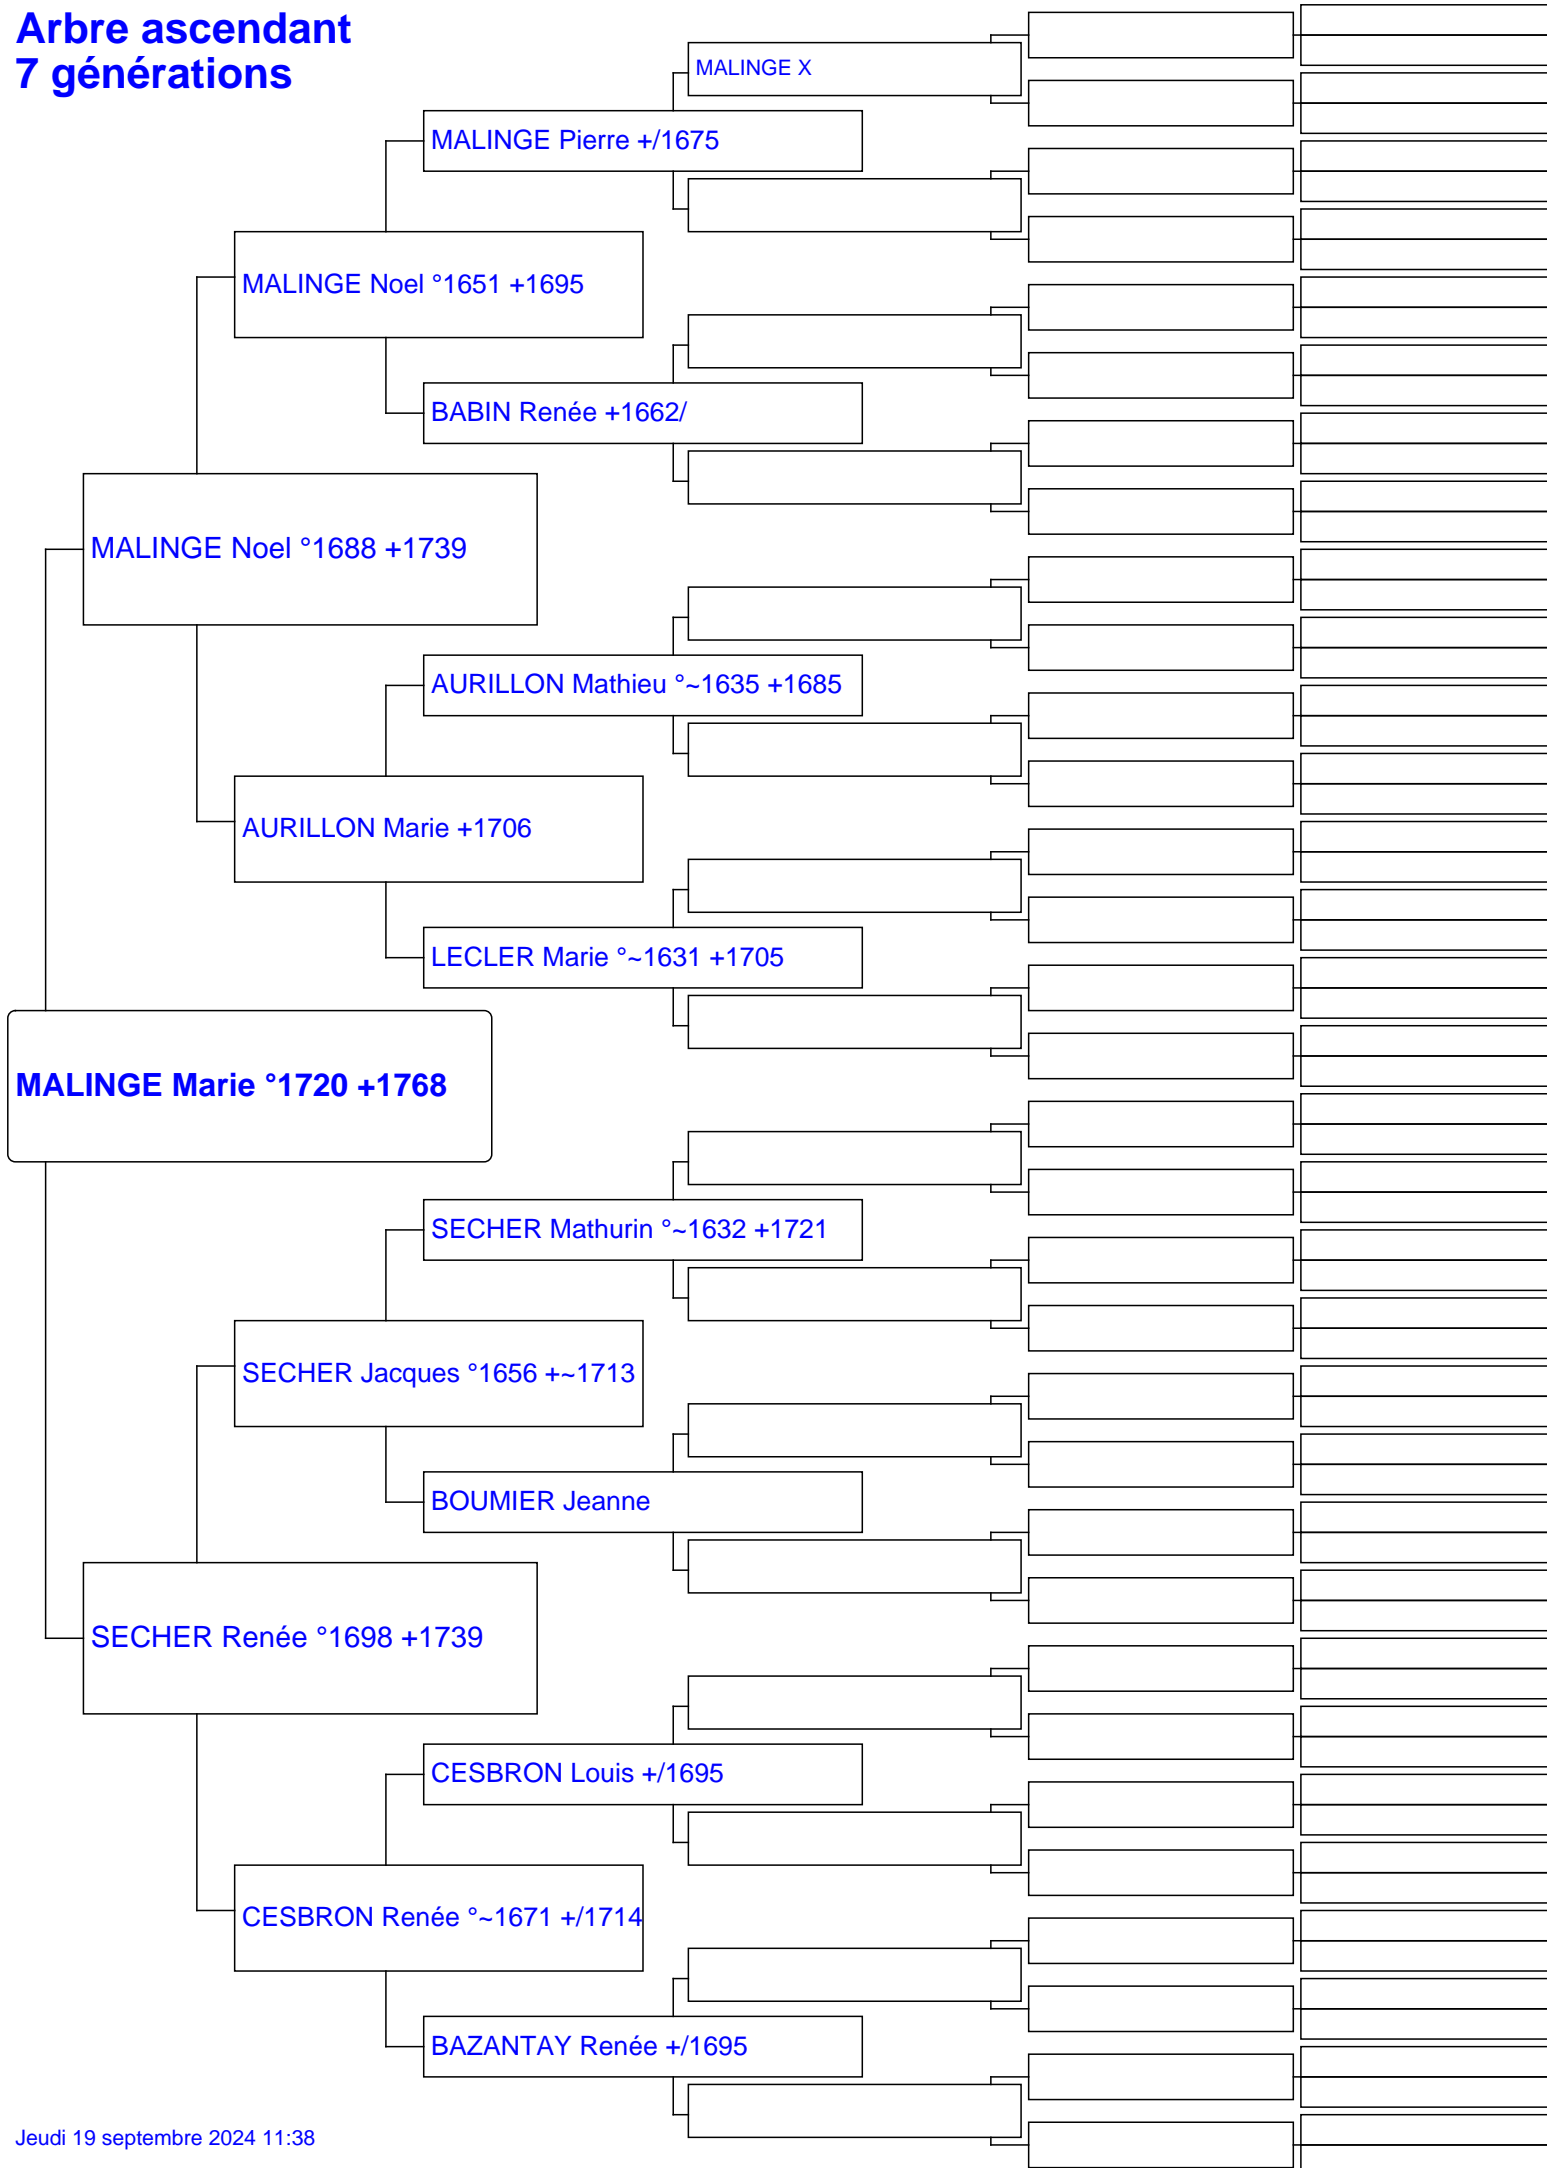 Arbre ascendant
7 générations
MALINGE X
MALINGE Pierre +/1675
MALINGE Noel °1651 +1695
BABIN Renée +1662/
MALINGE Noel °1688 +1739
AURILLON Mathieu °~1635 +1685
AURILLON Marie +1706
LECLER Marie °~1631 +1705
MALINGE Marie °1720 +1768
SECHER Mathurin °~1632 +1721
SECHER Jacques °1656 +~1713
BOUMIER Jeanne
SECHER Renée °1698 +1739
CESBRON Louis +/1695
CESBRON Renée °~1671 +/1714
BAZANTAY Renée +/1695
Jeudi 19 septembre 2024 11:38